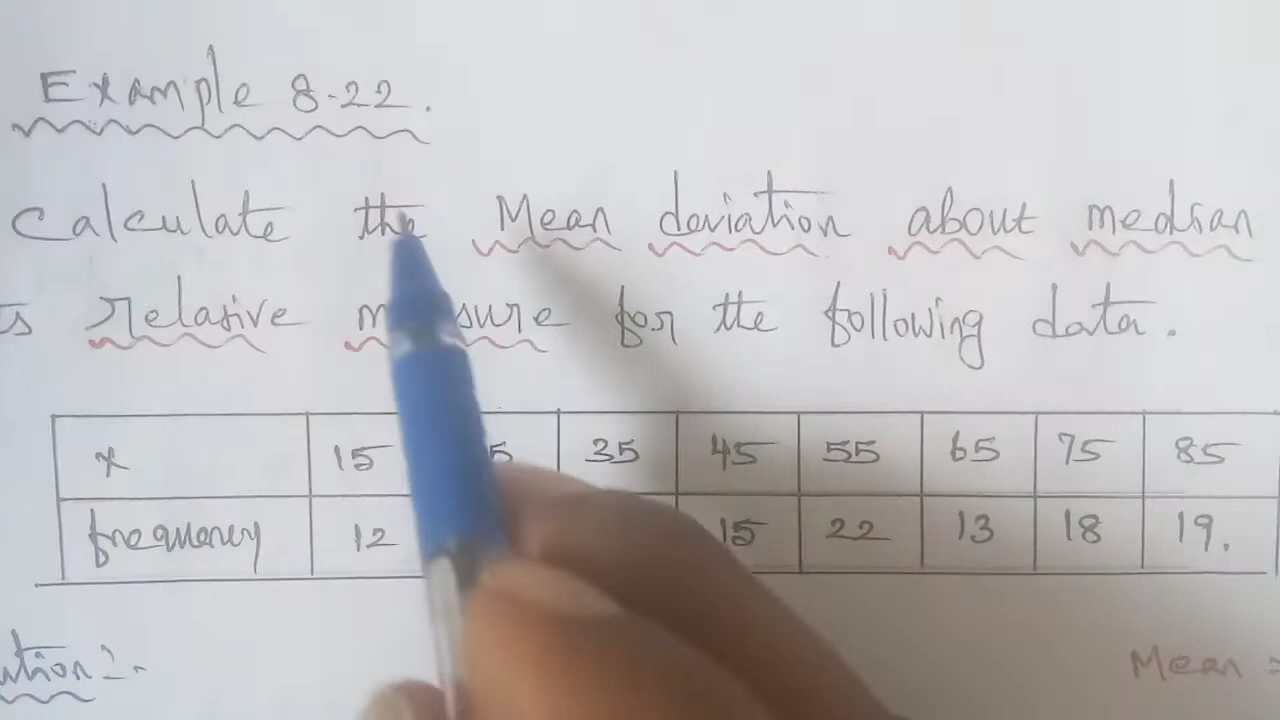 Example 8.22.
Calculate the Mean deviation about median
relative measure for the following data.
x 15 35 45 55 65 75 85
frequency 12 15 22 13 18 19.
Mean =